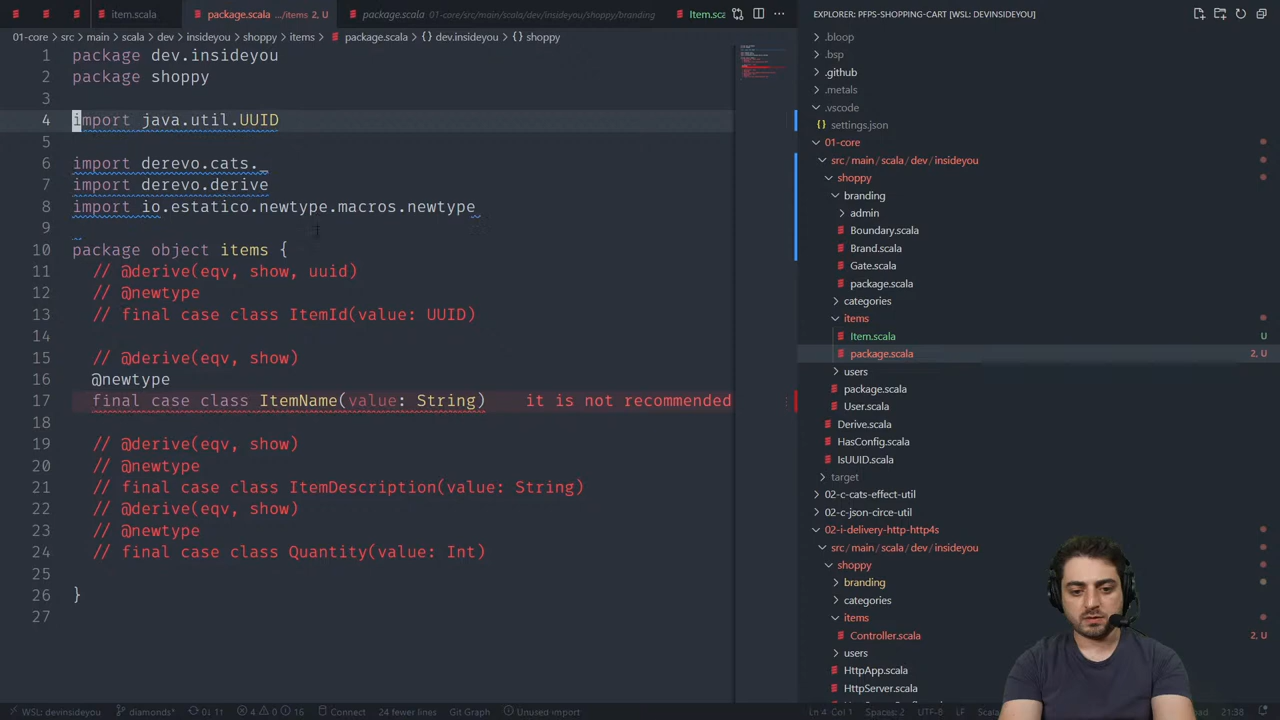 item.scala
package.scala .../items 2, U
package.scala 01-core/src/main/scala/dev/insideyou/shoppy/branding
Item.sca
EXPLORER: PFPS-SHOPPING-CART [WSL: DEVINSIDEYOU]
01-core > src > main > scala > dev > insideyou > shoppy > items > package.scala > {} dev.insideyou > shoppy
1 package dev.insideyou
2 package shoppy
3
4 import java.util.UUID
5
6 import derevo.cats._
7 import derevo.derive
8 import io.estatico.newtype.macros.newtype
9
10 package object items {
11 // @derive(eqv, show, uuid)
12 // @newtype
13 // final case class ItemId(value: UUID)
14
15 // @derive(eqv, show)
16 @newtype
17 final case class ItemName(value: String) it is not recommended
18
19 // @derive(eqv, show)
20 // @newtype
21 // final case class ItemDescription(value: String)
22 // @derive(eqv, show)
23 // @newtype
24 // final case class Quantity(value: Int)
25
26 }
27
.bloop
.bsp
.github
.metals
.vscode
{} settings.json
01-core
src/main/scala/dev/insideyou
shoppy
branding
admin
Boundary.scala
Brand.scala
Gate.scala
package.scala
categories
items
Item.scala U
package.scala 2, U
users
package.scala
User.scala
Derive.scala
HasConfig.scala
IsUUID.scala
target
02-c-cats-effect-util
02-c-json-circe-util
02-i-delivery-http-http4s
src/main/scala/dev/insideyou
shoppy
branding
categories
items
Controller.scala 2, U
users
HttpApp.scala
HttpServer.scala
WSL: devinsideyou diamonds* 0↓ 1↑ 4 0 16 Connect 24 fewer lines Git Graph Unused import Ln 4, Col 1 Spaces: 2 UTF-8 LF Scala 21:38